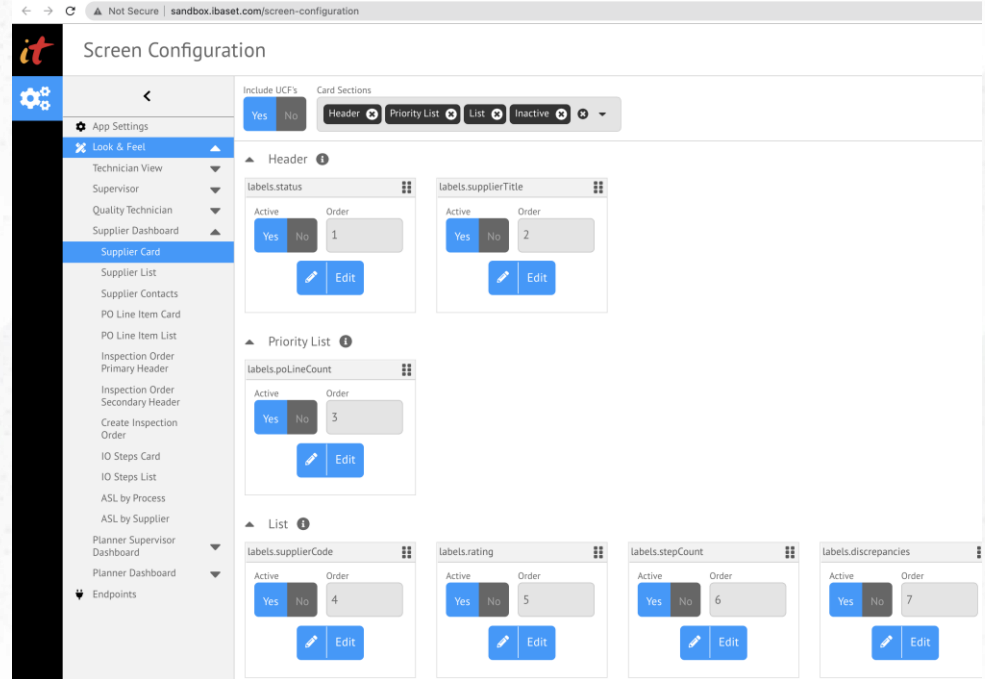 Not Secure | sandbox.ibaset.com/screen-configuration
it
Screen Configuration
App Settings
Look & Feel
Technician View
Supervisor
Quality Technician
Supplier Dashboard
Supplier Card
Supplier List
Supplier Contacts
PO Line Item Card
PO Line Item List
Inspection Order
Primary Header
Inspection Order
Secondary Header
Create Inspection
Order
IO Steps Card
IO Steps List
ASL by Process
ASL by Supplier
Planner Supervisor
Dashboard
Planner Dashboard
Endpoints
Include UCF's Card Sections
Yes No Header Priority List List Inactive
Header
labels.status labels.supplierTitle
Active Order Active Order
Yes No 1 Yes No 2
Edit Edit
Priority List
labels.poLineCount
Active Order
Yes No 3
Edit
List
labels.supplierCode labels.rating labels.stepCount labels.discrepancies
Active Order Active Order Active Order Active Order
Yes No 4 Yes No 5 Yes No 6 Yes No 7
Edit Edit Edit Edit